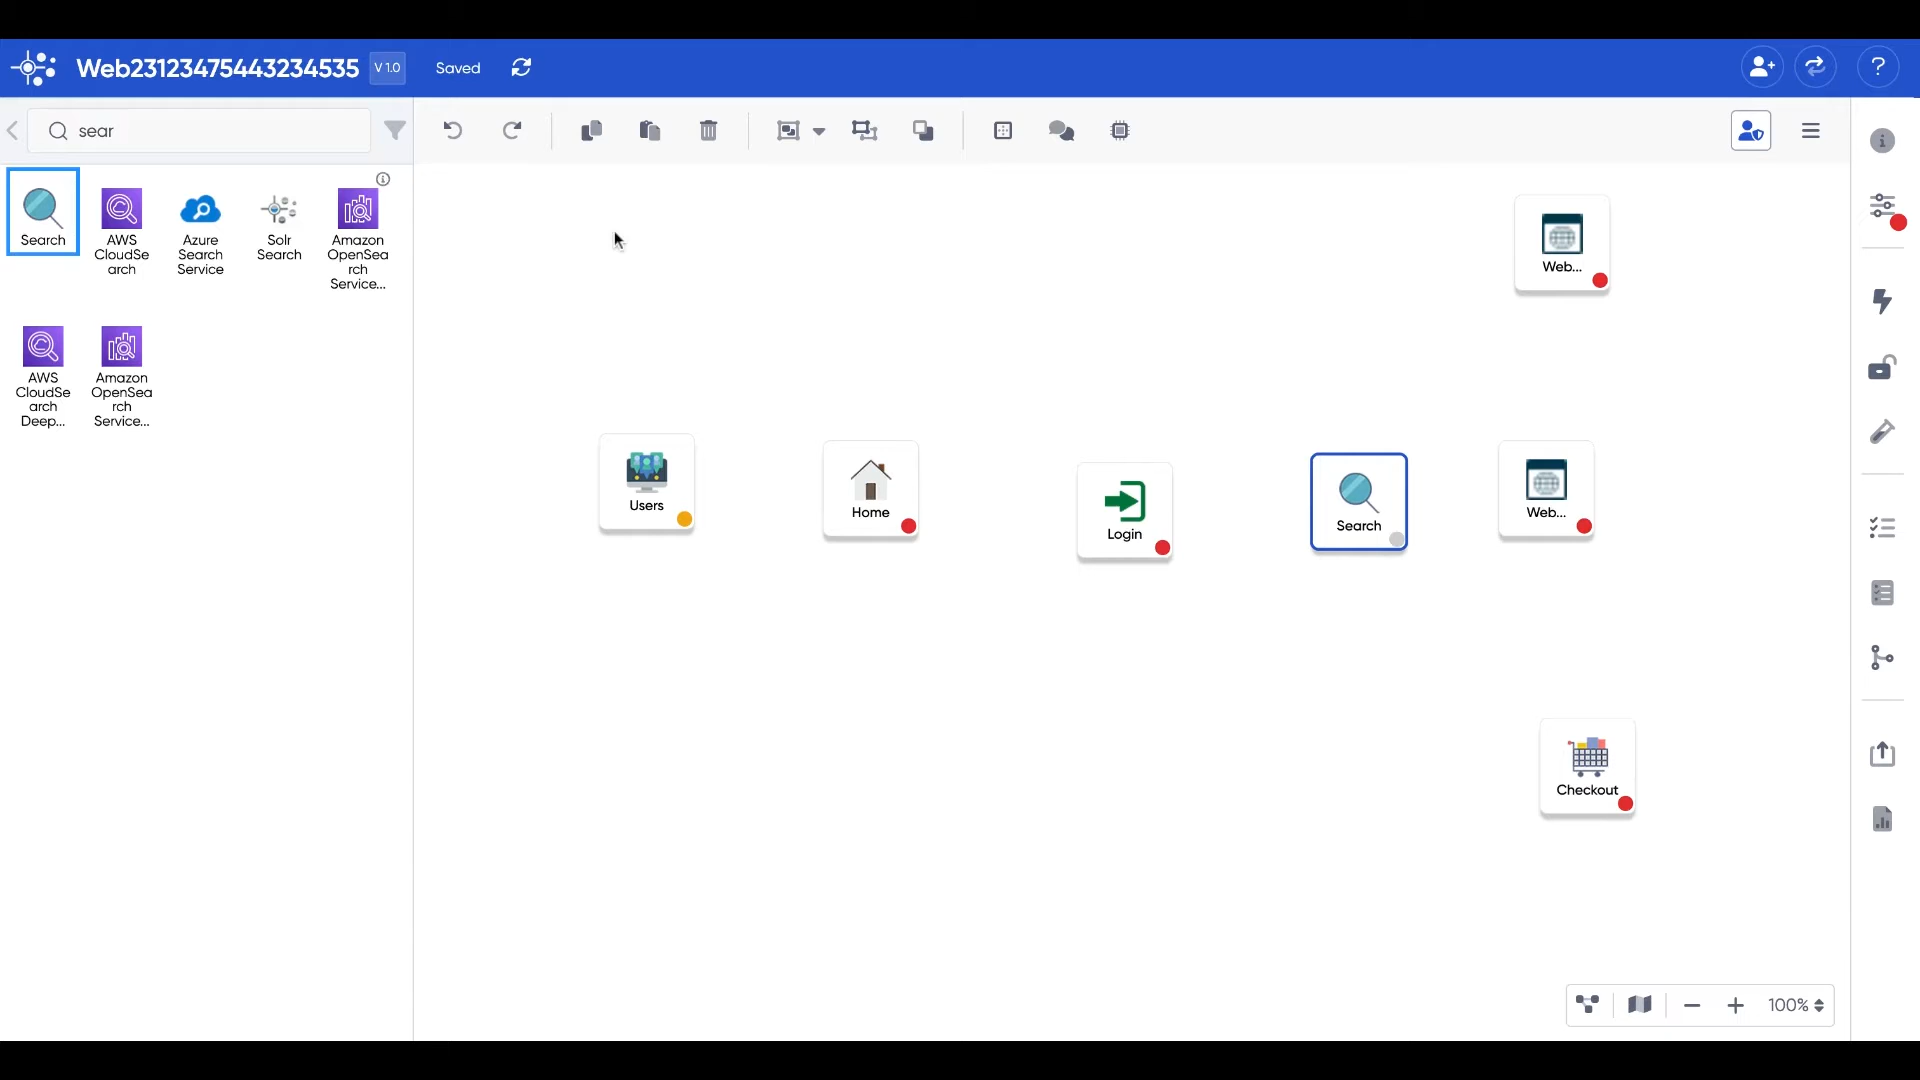 Web23123475443234535
V 1.0
Saved
?
sear
Search
AWS
CloudSe
arch
Azure
Search
Service
Solr
Search
Amazon
OpenSea
rch
Service...
AWS
CloudSe
arch
Deep...
Amazon
OpenSea
rch
Service...
Web...
Users
Home
Login
Search
Web...
Checkout
100%